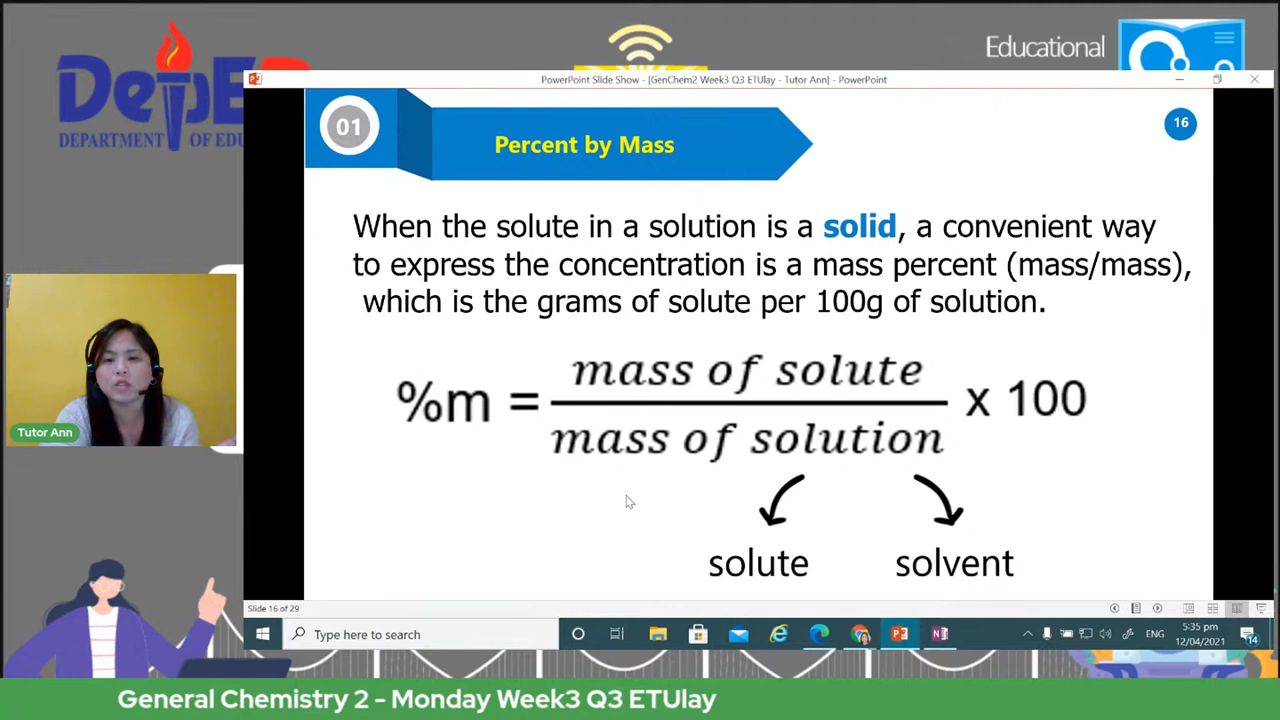 Educational
DepED
DEPARTMENT OF EDU
PowerPoint Slide Show - [GenChem2 Week3 Q3 ETUlay - Tutor Ann] - PowerPoint
01
Percent by Mass
16
When the solute in a solution is a solid, a convenient way
to express the concentration is a mass percent (mass/mass),
which is the grams of solute per 100g of solution.
%m = mass of solute / mass of solution x 100
solute solvent
Tutor Ann
Slide 16 of 29
Type here to search
ENG
5:35 pm
12/04/2021
14
General Chemistry 2 - Monday Week3 Q3 ETUlay